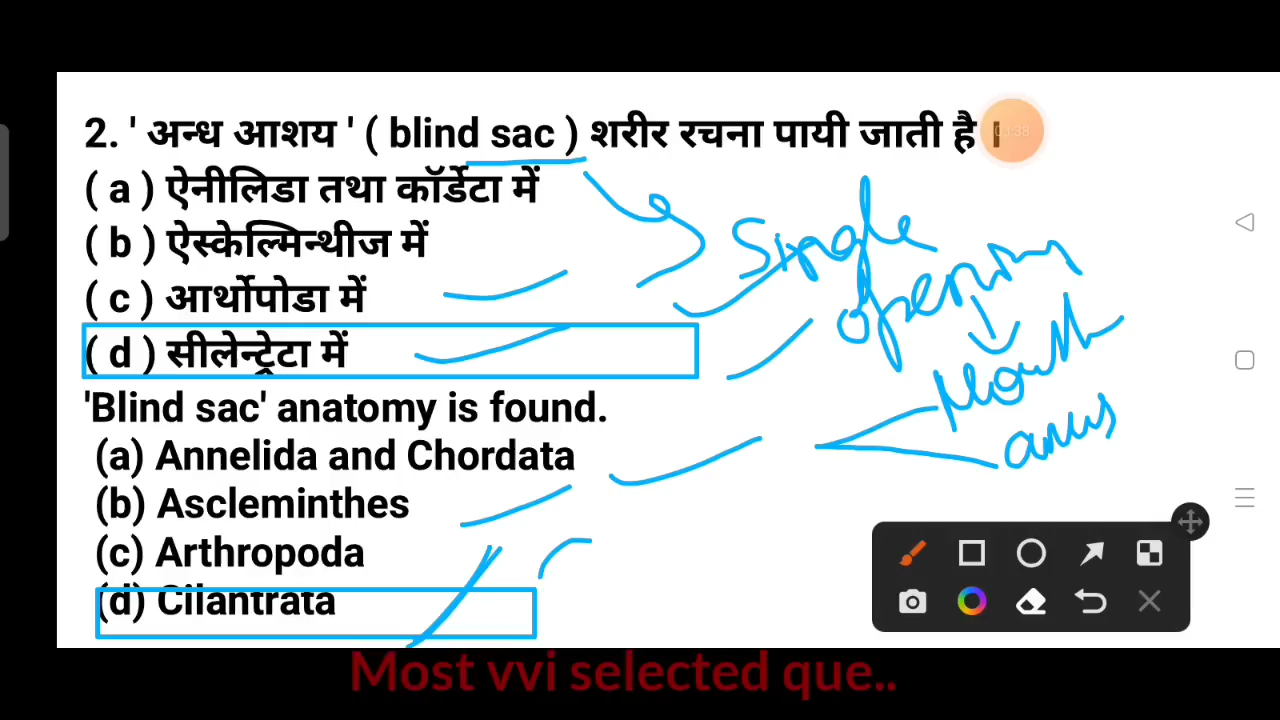 2. ' अन्ध आशय ' ( blind sac ) शरीर रचना पायी जाती है ।
( a ) ऐनीलिडा तथा कॉर्डेटा में
( b ) ऐस्केल्मिन्थीज में
( c ) आर्थोपोडा में
( d ) सीलेन्ट्रेटा में
'Blind sac' anatomy is found.
(a) Annelida and Chordata
(b) Ascleminthes
(c) Arthropoda
(d) Cilantrata
Single
opening
Mouth
anus
Most vvi selected que..